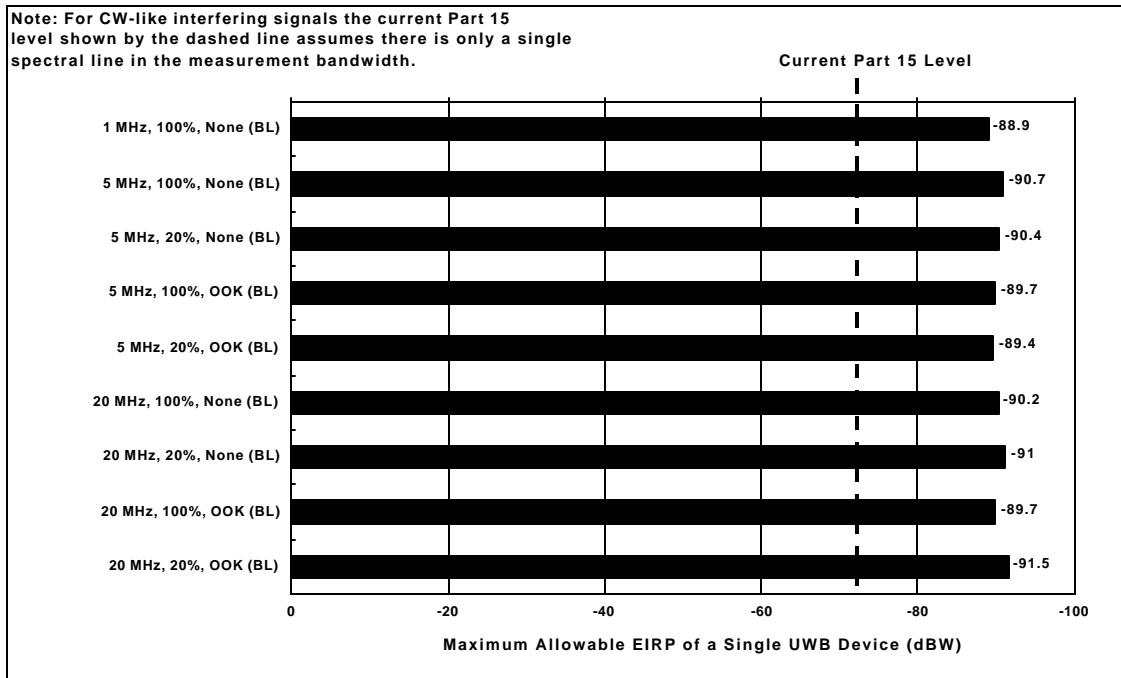 Note: For CW-like interfering signals the current Part 15
level shown by the dashed line assumes there is only a single
spectral line in the measurement bandwidth.
Current Part 15 Level
1 MHz, 100%, None (BL)
-88.9
5 MHz, 100%, None (BL)
-90.7
5 MHz, 20%, None (BL)
-90.4
5 MHz, 100%, OOK (BL)
-89.7
5 MHz, 20%, OOK (BL)
-89.4
20 MHz, 100%, None (BL)
-90.2
20 MHz, 20%, None (BL)
-91
20 MHz, 100%, OOK (BL)
-89.7
20 MHz, 20%, OOK (BL)
-91.5
0 -20 -40 -60 -80 -100
Maximum Allowable EIRP of a Single UWB Device (dBW)